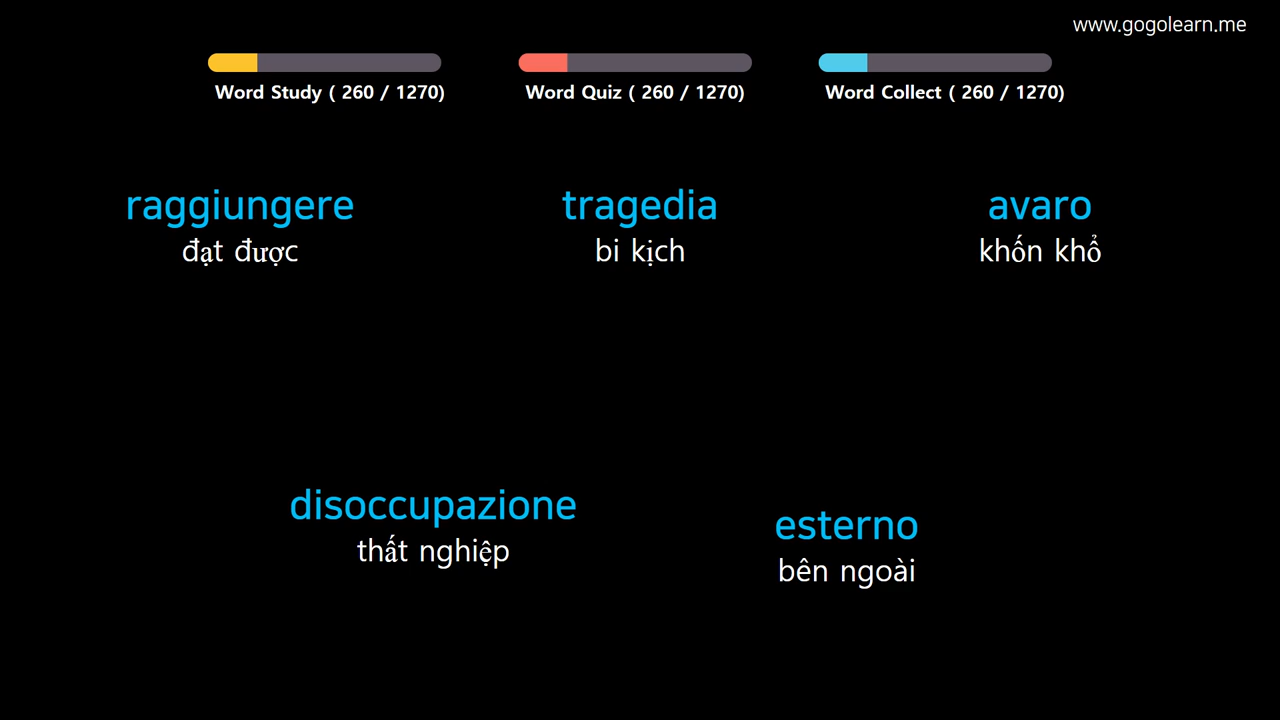 www.gogolearn.me
Word Study ( 260 / 1270)
Word Quiz ( 260 / 1270)
Word Collect ( 260 / 1270)
raggiungere
đạt được
tragedia
bi kịch
avaro
khốn khổ
disoccupazione
thất nghiệp
esterno
bên ngoài